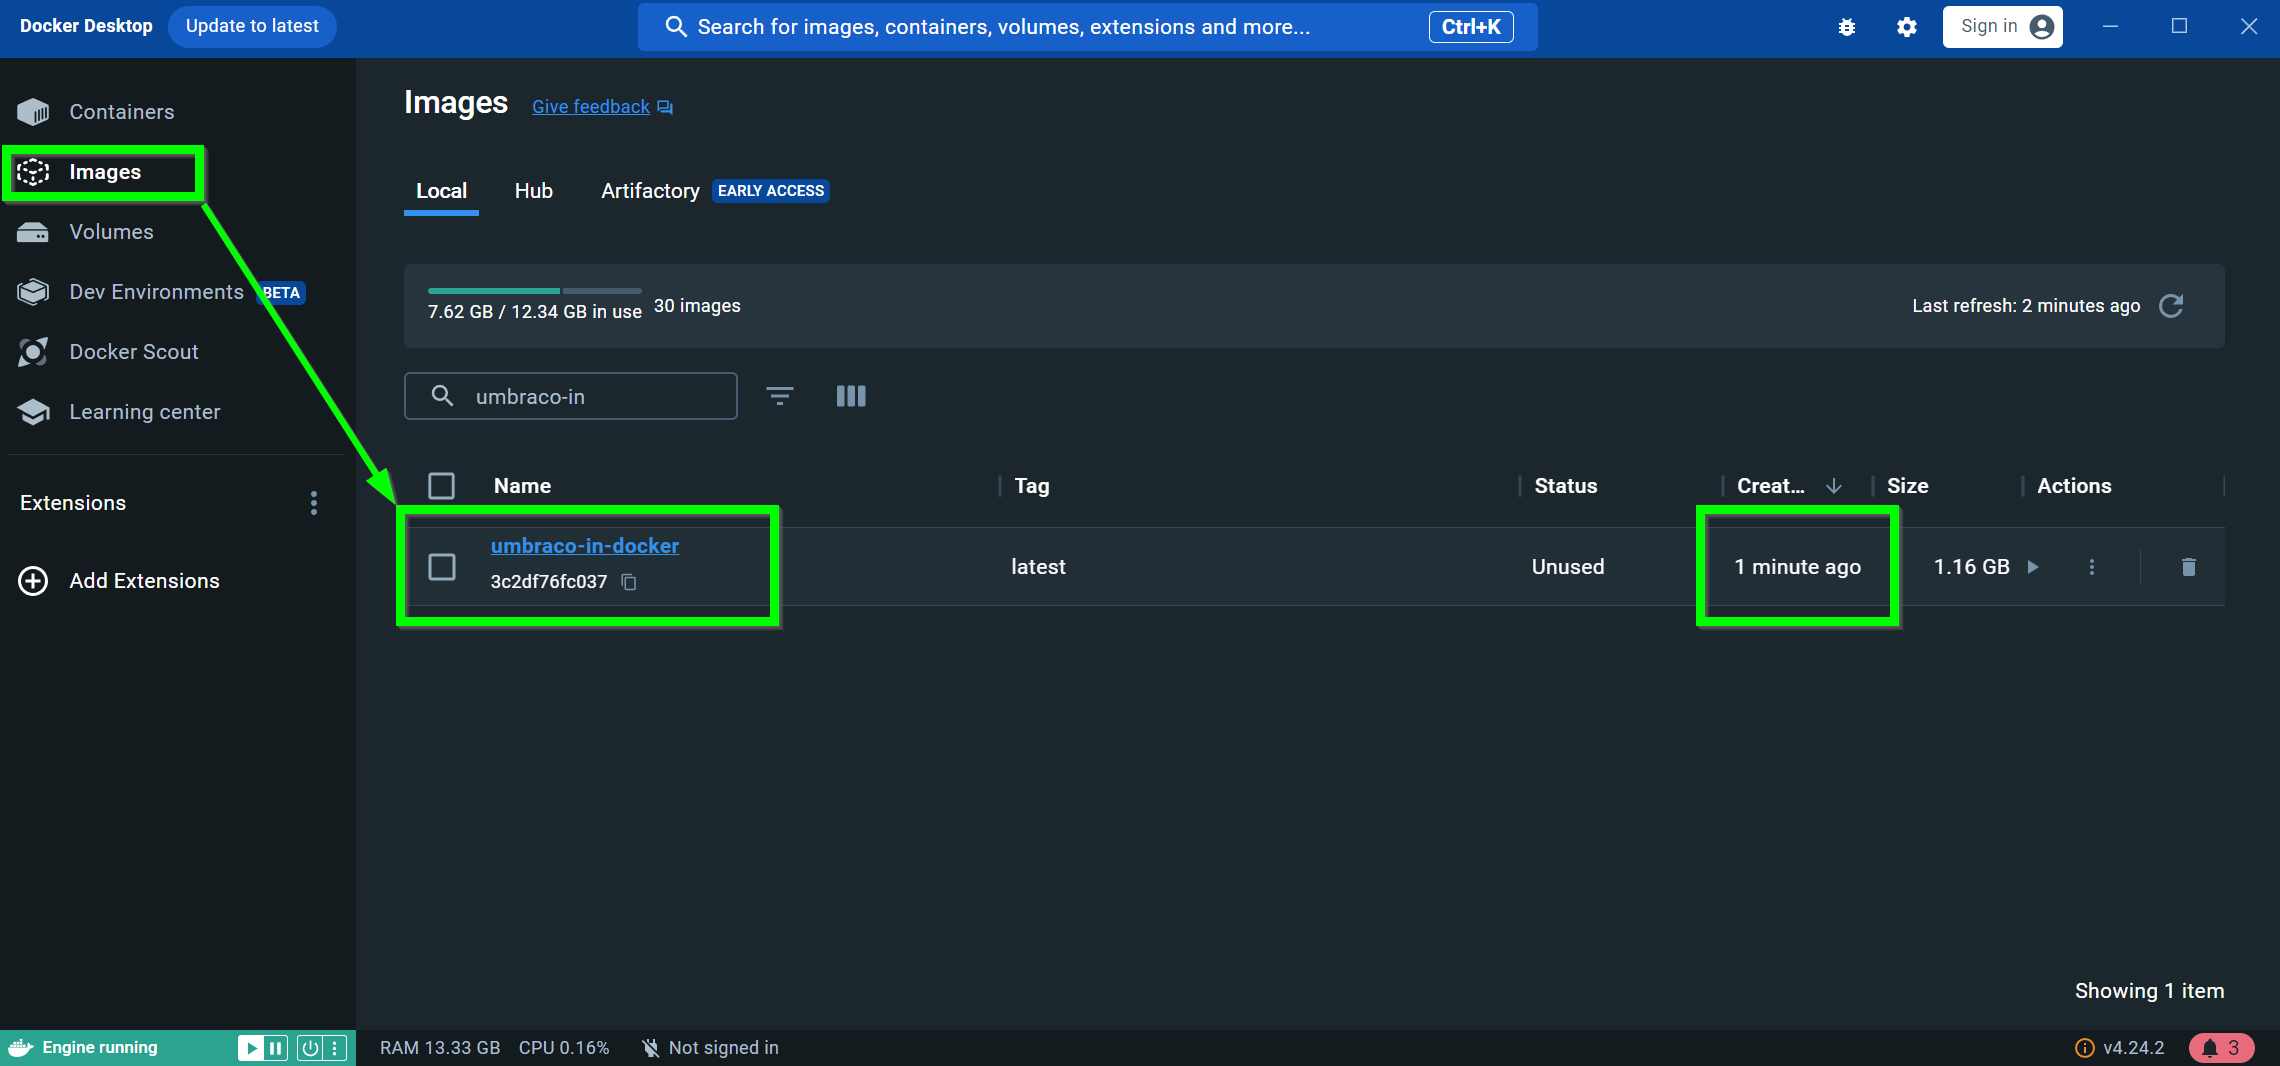 Docker Desktop Update to latest Search for images, containers, volumes, extensions and more... Ctrl+K Sign in
Containers
Images
Volumes
Dev Environments BETA
Docker Scout
Learning center
Extensions
Add Extensions
Images Give feedback
Local Hub Artifactory EARLY ACCESS
7.62 GB / 12.34 GB in use 30 images Last refresh: 2 minutes ago
umbraco-in
Name Tag Status Creat... Size Actions
umbraco-in-docker
3c2df76fc037
latest Unused 1 minute ago 1.16 GB
Showing 1 item
Engine running RAM 13.33 GB CPU 0.16% Not signed in v4.24.2 3